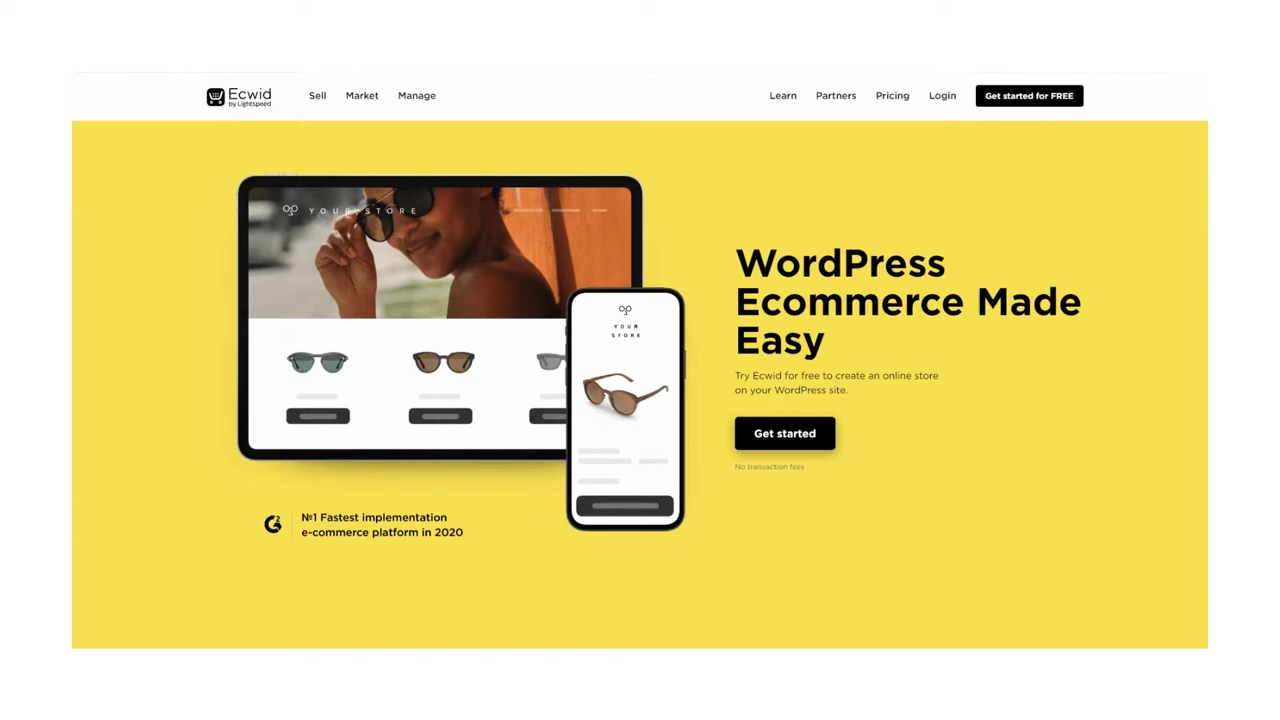 Ecwid
by Lightspeed
Sell Market Manage
Learn Partners Pricing Login Get started for FREE
YOUR STORE
YOUR
STORE
WordPress
Ecommerce Made
Easy
Try Ecwid for free to create an online store
on your WordPress site.
Get started
No transaction fees
G2
№1 Fastest implementation
e-commerce platform in 2020